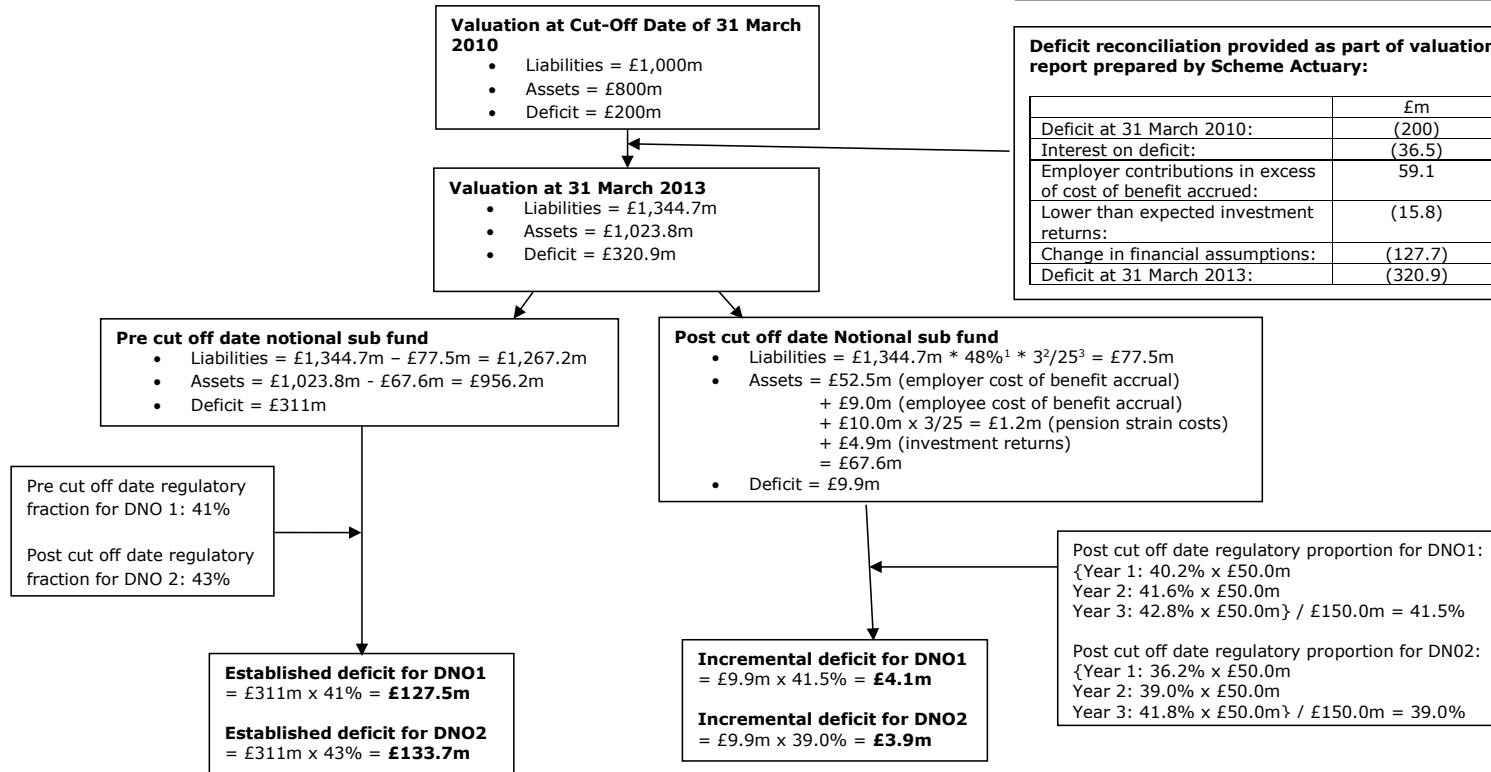 Valuation at Cut-Off Date of 31 March
2010
• Liabilities = £1,000m
• Assets = £800m
• Deficit = £200m
Deficit reconciliation provided as part of valuation
report prepared by Scheme Actuary:
£m
Deficit at 31 March 2010: (200)
Interest on deficit: (36.5)
Employer contributions in excess 59.1
of cost of benefit accrued:
Lower than expected investment (15.8)
returns:
Change in financial assumptions: (127.7)
Deficit at 31 March 2013: (320.9)
Valuation at 31 March 2013
• Liabilities = £1,344.7m
• Assets = £1,023.8m
• Deficit = £320.9m
Pre cut off date notional sub fund
• Liabilities = £1,344.7m – £77.5m = £1,267.2m
• Assets = £1,023.8m - £67.6m = £956.2m
• Deficit = £311m
Post cut off date Notional sub fund
• Liabilities = £1,344.7m * 48%¹ * 3²/25³ = £77.5m
• Assets = £52.5m (employer cost of benefit accrual)
+ £9.0m (employee cost of benefit accrual)
+ £10.0m x 3/25 = £1.2m (pension strain costs)
+ £4.9m (investment returns)
= £67.6m
• Deficit = £9.9m
Pre cut off date regulatory
fraction for DNO 1: 41%
Post cut off date regulatory
fraction for DNO 2: 43%
Post cut off date regulatory proportion for DNO1:
{Year 1: 40.2% x £50.0m
Year 2: 41.6% x £50.0m
Year 3: 42.8% x £50.0m} / £150.0m = 41.5%
Post cut off date regulatory proportion for DN02:
{Year 1: 36.2% x £50.0m
Year 2: 39.0% x £50.0m
Year 3: 41.8% x £50.0m} / £150.0m = 39.0%
Established deficit for DNO1
= £311m x 41% = £127.5m
Established deficit for DNO2
= £311m x 43% = £133.7m
Incremental deficit for DNO1
= £9.9m x 41.5% = £4.1m
Incremental deficit for DNO2
= £9.9m x 39.0% = £3.9m